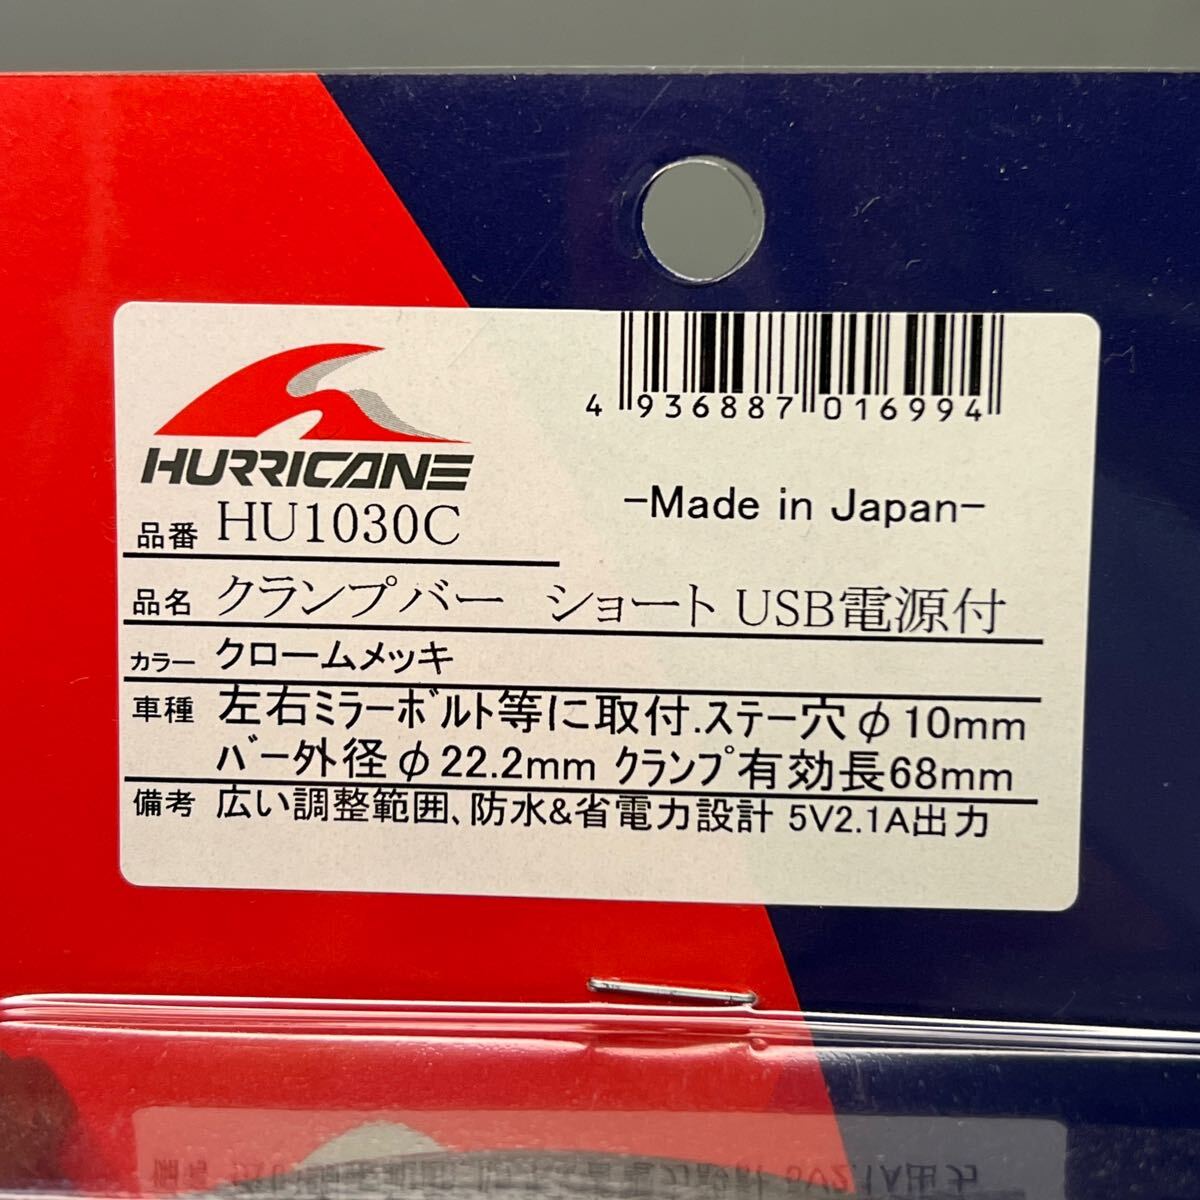 HURRICANE
4 936887 016994
-Made in Japan-
品番 HU1030C
品名 クランプバー ショート USB電源付
カラー クロームメッキ
車種 左右ミラーボルト等に取付.ステー穴φ10mm
バー外径φ22.2mm クランプ有効長68mm
備考 広い調整範囲､防水&省電力設計 5V2.1A出力